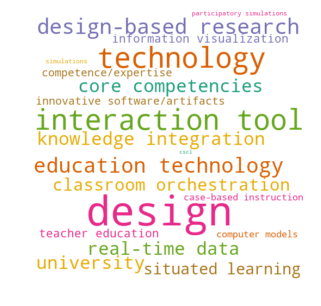 participatory simulations
design-based research
information visualization
technology
simulations
competence/expertise
core competencies
innovative software/artifacts
interaction tool
knowledge integration
cscl
education technology
classroom orchestration
case-based instruction
design
teacher education
computer models
real-time data
university
situated learning